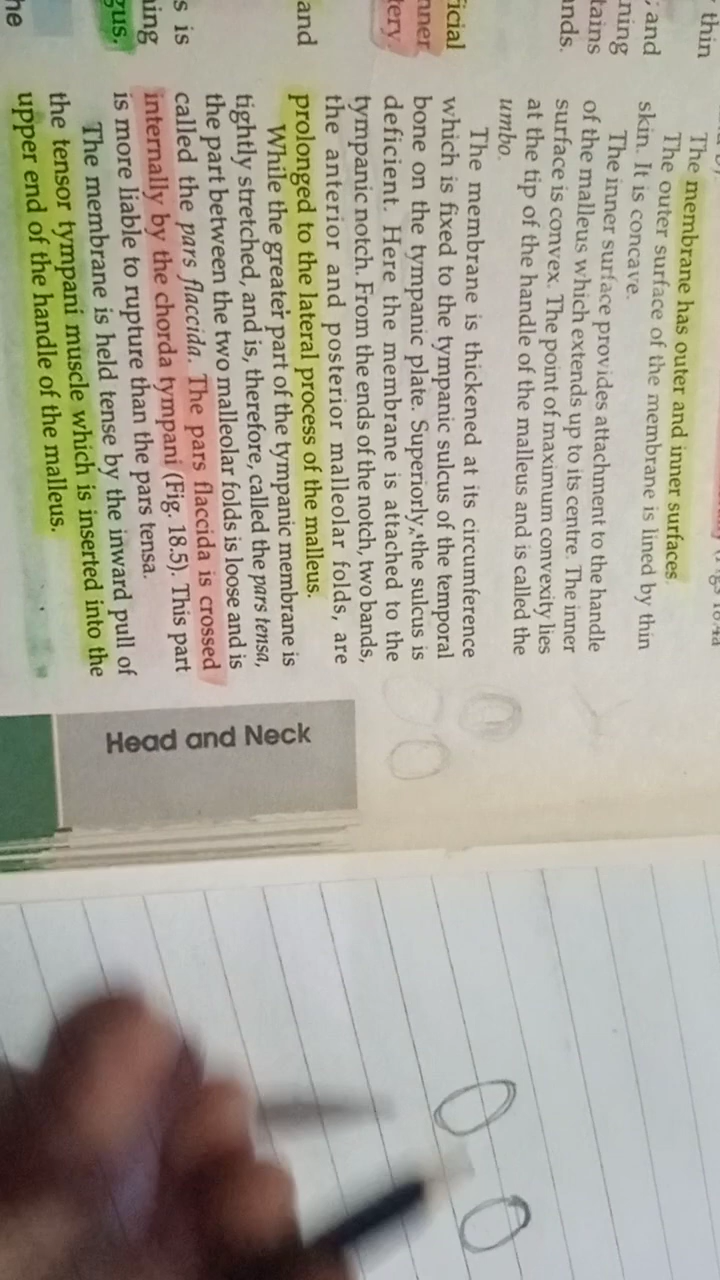 thin
; and
ning
tains
nds.
ficial
nner
tery.
and
s is
ning
gus.
he
The membrane has outer and inner surfaces.
The outer surface of the membrane is lined by thin
skin. It is concave.
The inner surface provides attachment to the handle
of the malleus which extends up to its centre. The inner
surface is convex. The point of maximum convexity lies
at the tip of the handle of the malleus and is called the
umbo.
The membrane is thickened at its circumference
which is fixed to the tympanic sulcus of the temporal
bone on the tympanic plate. Superiorly, the sulcus is
deficient. Here the membrane is attached to the
tympanic notch. From the ends of the notch, two bands,
the anterior and posterior malleolar folds, are
prolonged to the lateral process of the malleus.
While the greater part of the tympanic membrane is
tightly stretched, and is, therefore, called the pars tensa,
the part between the two malleolar folds is loose and is
called the pars flaccida. The pars flaccida is crossed
internally by the chorda tympani (Fig. 18.5). This part
is more liable to rupture than the pars tensa.
The membrane is held tense by the inward pull of
the tensor tympani muscle which is inserted into the
upper end of the handle of the malleus.
Head and Neck